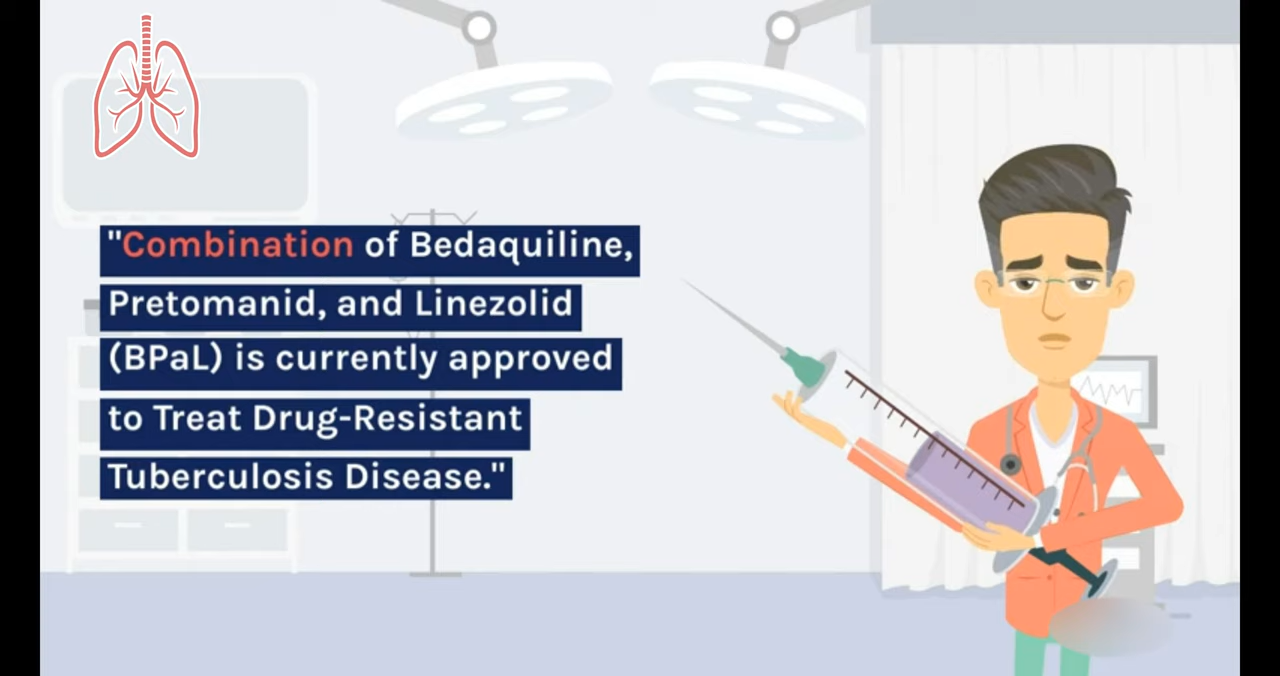 "Combination of Bedaquiline,
Pretomanid, and Linezolid
(BPaL) is currently approved
to Treat Drug-Resistant
Tuberculosis Disease."